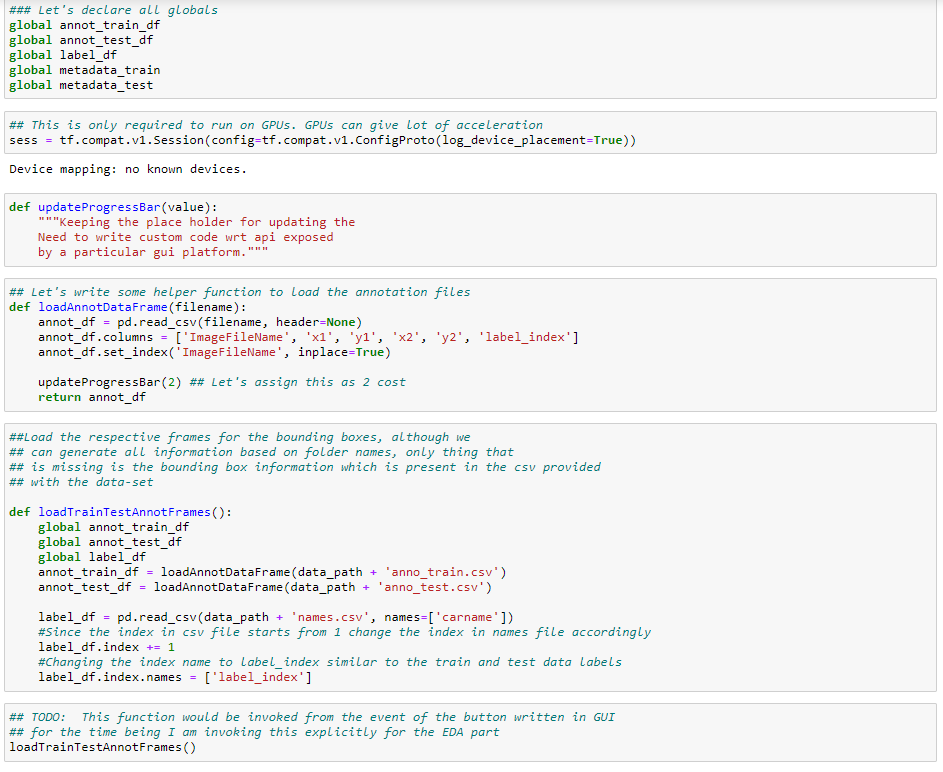 ### Let's declare all globals
global annot_train_df
global annot_test_df
global label_df
global metadata_train
global metadata_test
## This is only required to run on GPUs. GPUs can give lot of acceleration
sess = tf.compat.v1.Session(config=tf.compat.v1.ConfigProto(log_device_placement=True))
Device mapping: no known devices.
def updateProgressBar(value):
    """Keeping the place holder for updating the
    Need to write custom code wrt api exposed
    by a particular gui platform."""
## Let's write some helper function to load the annotation files
def loadAnnotDataFrame(filename):
    annot_df = pd.read_csv(filename, header=None)
    annot_df.columns = ['ImageFileName', 'x1', 'y1', 'x2', 'y2', 'label_index']
    annot_df.set_index('ImageFileName', inplace=True)
    updateProgressBar(2) ## Let's assign this as 2 cost
    return annot_df
##Load the respective frames for the bounding boxes, although we
## can generate all information based on folder names, only thing that
## is missing is the bounding box information which is present in the csv provided
## with the data-set
def loadTrainTestAnnotFrames():
    global annot_train_df
    global annot_test_df
    global label_df
    annot_train_df = loadAnnotDataFrame(data_path + 'anno_train.csv')
    annot_test_df = loadAnnotDataFrame(data_path + 'anno_test.csv')
    label_df = pd.read_csv(data_path + 'names.csv', names=['carname'])
    #Since the index in csv file starts from 1 change the index in names file accordingly
    label_df.index += 1
    #Changing the index name to label_index similar to the train and test data labels
    label_df.index.names = ['label_index']
## TODO:  This function would be invoked from the event of the button written in GUI
## for the time being I am invoking this explicitly for the EDA part
loadTrainTestAnnotFrames()